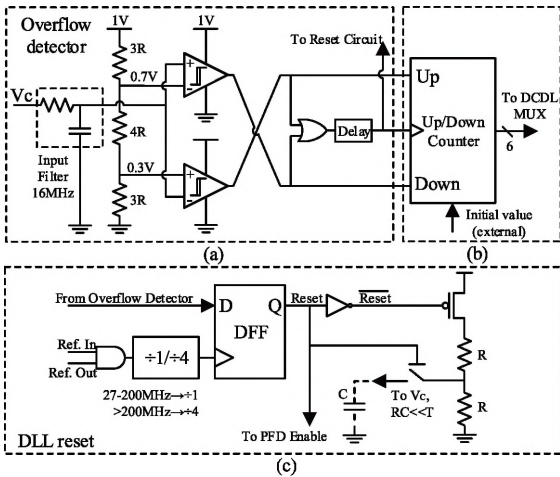 Overflow
detector
1V
1V
3R
0.7V
Vc
+
-
4R
Input
Filter
16MHz
0.3V
+
-
3R
To Reset Circuit
Delay
Up
Up/Down
Counter
Down
To DCDL
MUX
6
Initial value
(external)
(a)
(b)
From Overflow Detector
D
Q
DFF
Reset
Reset
Ref. In
Ref. Out
÷1/÷4
27-200MHz→÷1
>200MHz→÷4
R
C
To Vc,
RC<<T
R
To PFD Enable
DLL reset
(c)